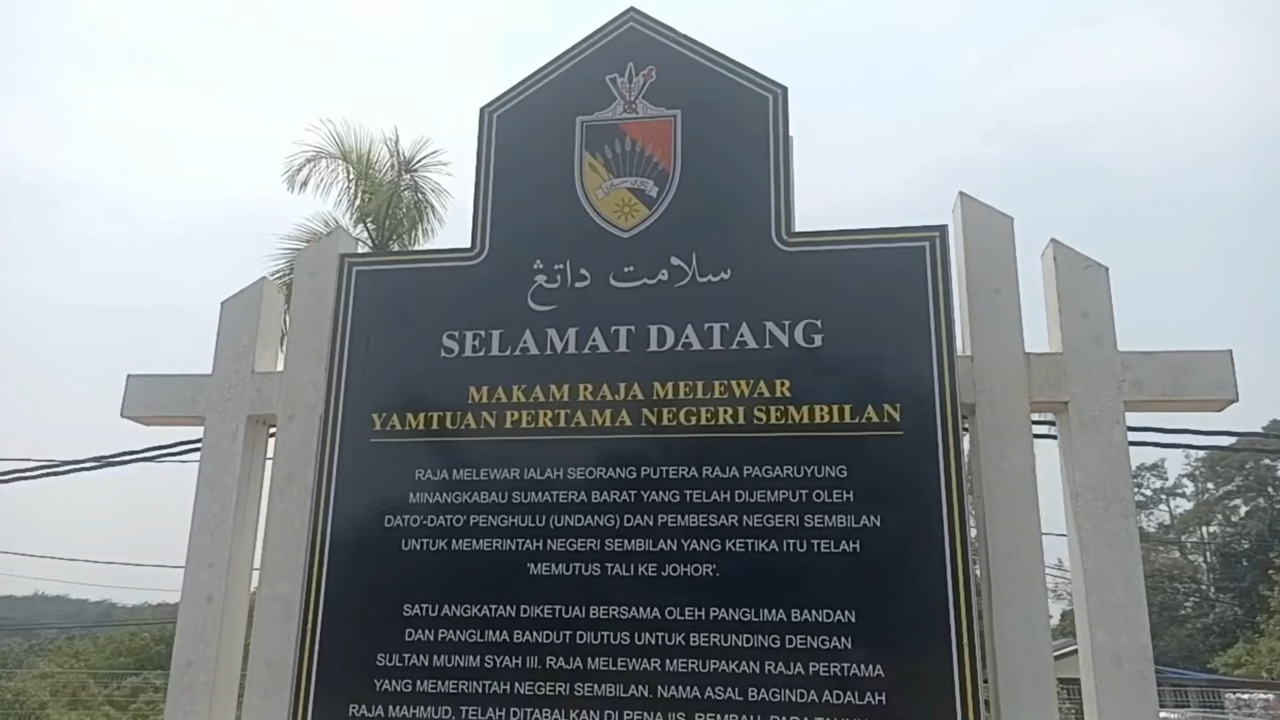 سلامت داتڠ
SELAMAT DATANG
MAKAM RAJA MELEWAR
YAMTUAN PERTAMA NEGERI SEMBILAN
RAJA MELEWAR IALAH SEORANG PUTERA RAJA PAGARUYUNG
MINANGKABAU SUMATERA BARAT YANG TELAH DIJEMPUT OLEH
DATO'-DATO' PENGHULU (UNDANG) DAN PEMBESAR NEGERI SEMBILAN
UNTUK MEMERINTAH NEGERI SEMBILAN YANG KETIKA ITU TELAH
'MEMUTUS TALI KE JOHOR'.
SATU ANGKATAN DIKETUAI BERSAMA OLEH PANGLIMA BANDAN
DAN PANGLIMA BANDUT DIUTUS UNTUK BERUNDING DENGAN
SULTAN MUNIM SYAH III. RAJA MELEWAR MERUPAKAN RAJA PERTAMA
YANG MEMERINTAH NEGERI SEMBILAN. NAMA ASAL BAGINDA ADALAH
RAJA MAHMUD, TELAH DITABALKAN DI PENAJIS, REMBAU, PADA